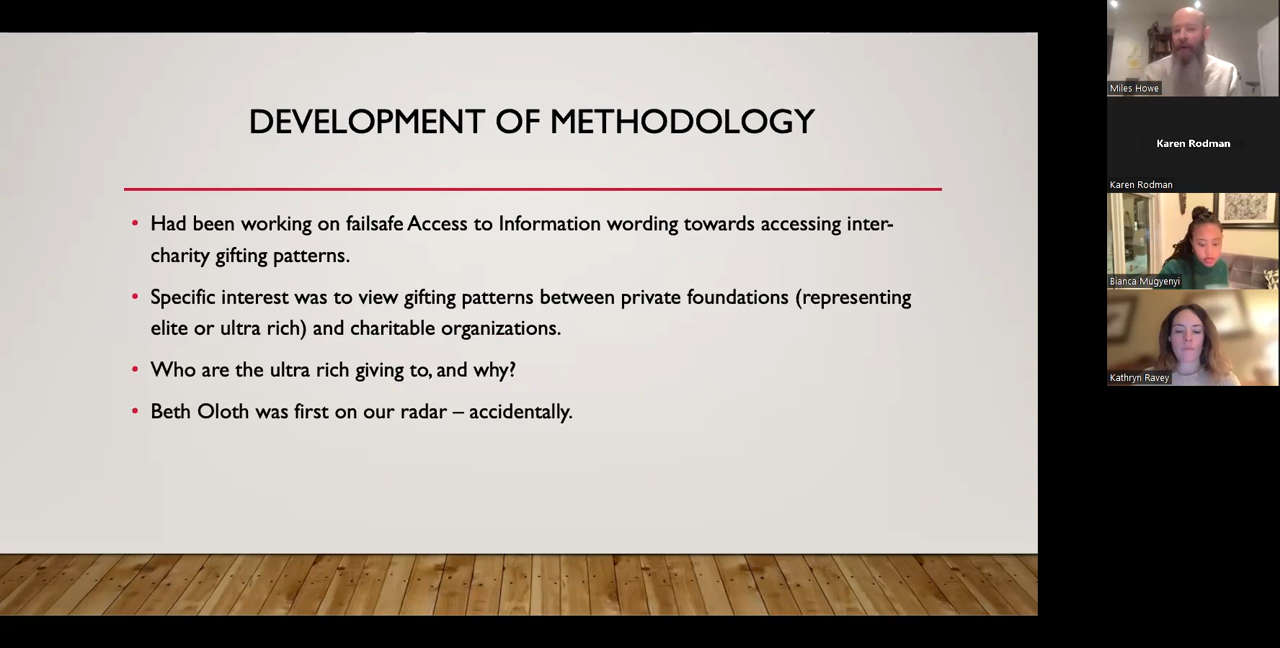 DEVELOPMENT OF METHODOLOGY
• Had been working on failsafe Access to Information wording towards accessing inter-
charity gifting patterns.
• Specific interest was to view gifting patterns between private foundations (representing
elite or ultra rich) and charitable organizations.
• Who are the ultra rich giving to, and why?
• Beth Oloth was first on our radar – accidentally.
Miles Howe
Karen Rodman
Karen Rodman
Bianca Mugyenyi
Kathryn Ravey